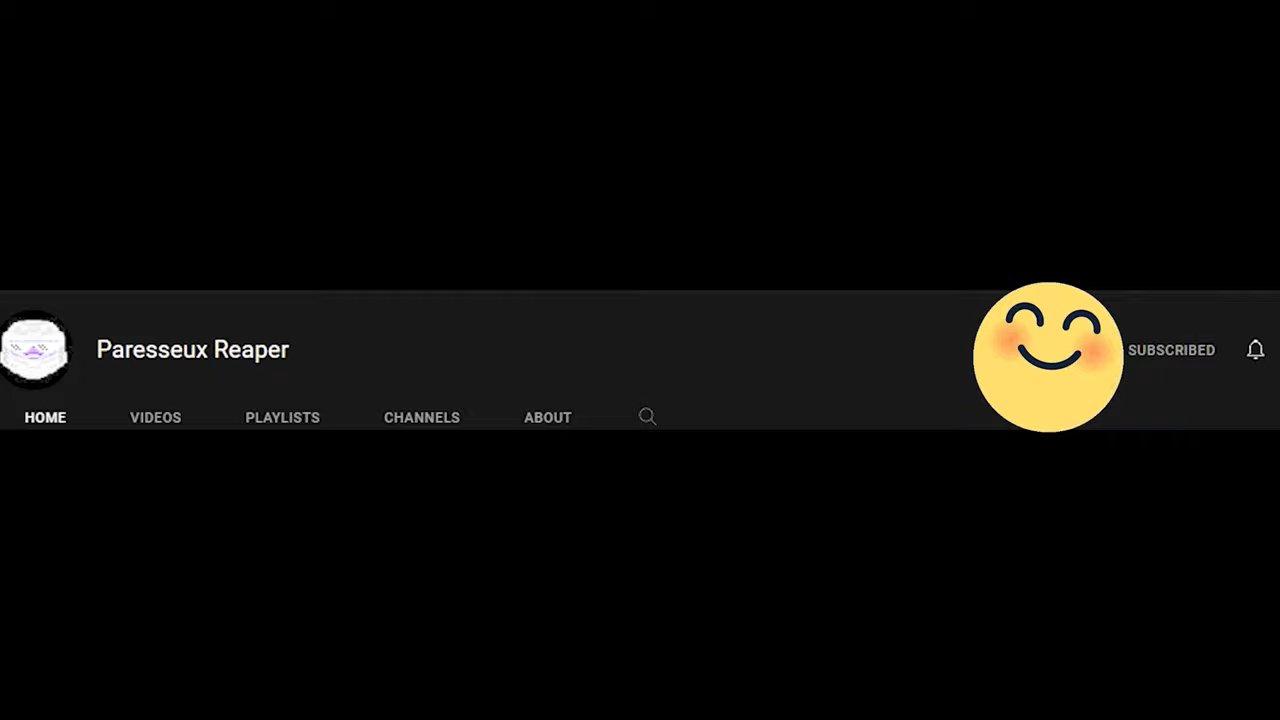 Paresseux Reaper
SUBSCRIBED
HOME VIDEOS PLAYLISTS CHANNELS ABOUT